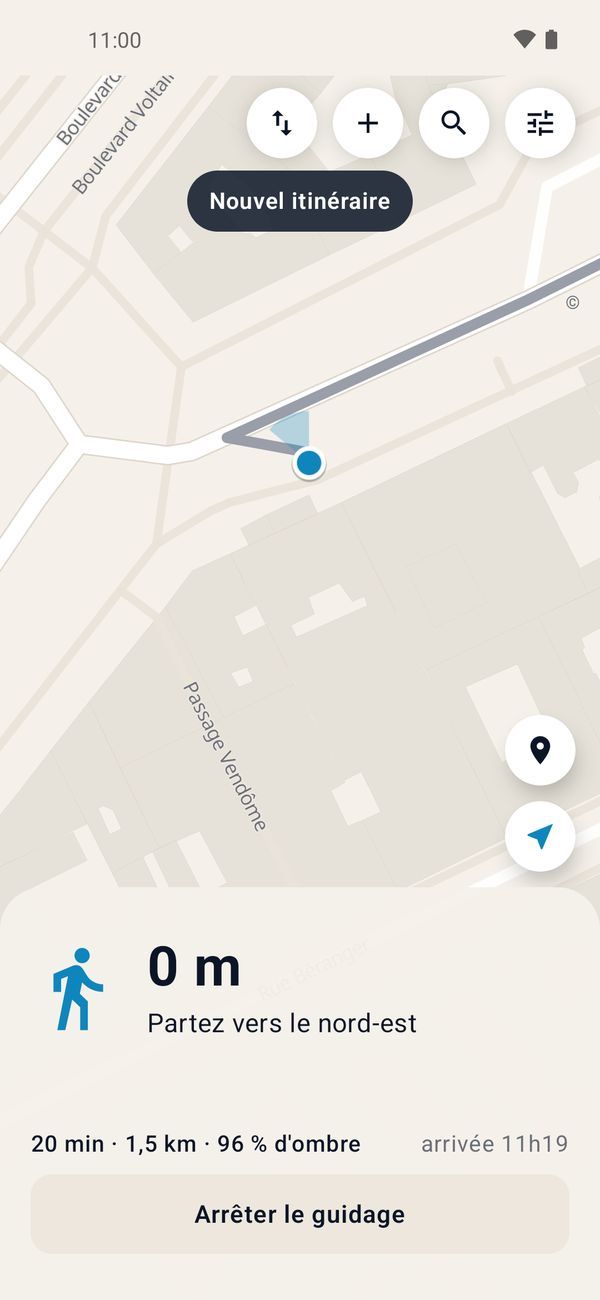 11:00
Boulevard
Boulevard Voltai
Nouvel itinéraire
©
Passage Vendôme
Rue Béranger
0 m
Partez vers le nord-est
20 min · 1,5 km · 96 % d'ombre
arrivée 11h19
Arrêter le guidage